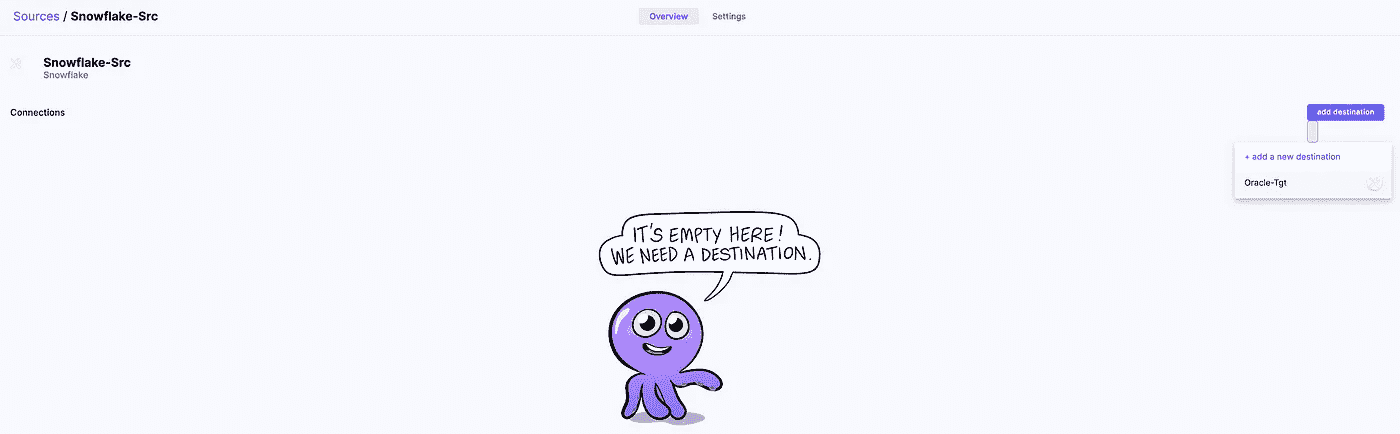 Sources / Snowflake-Src
Overview
Settings
Snowflake-Src
Snowflake
Connections
add destination
+ add a new destination
Oracle-Tgt
IT'S EMPTY HERE!
WE NEED A DESTINATION.